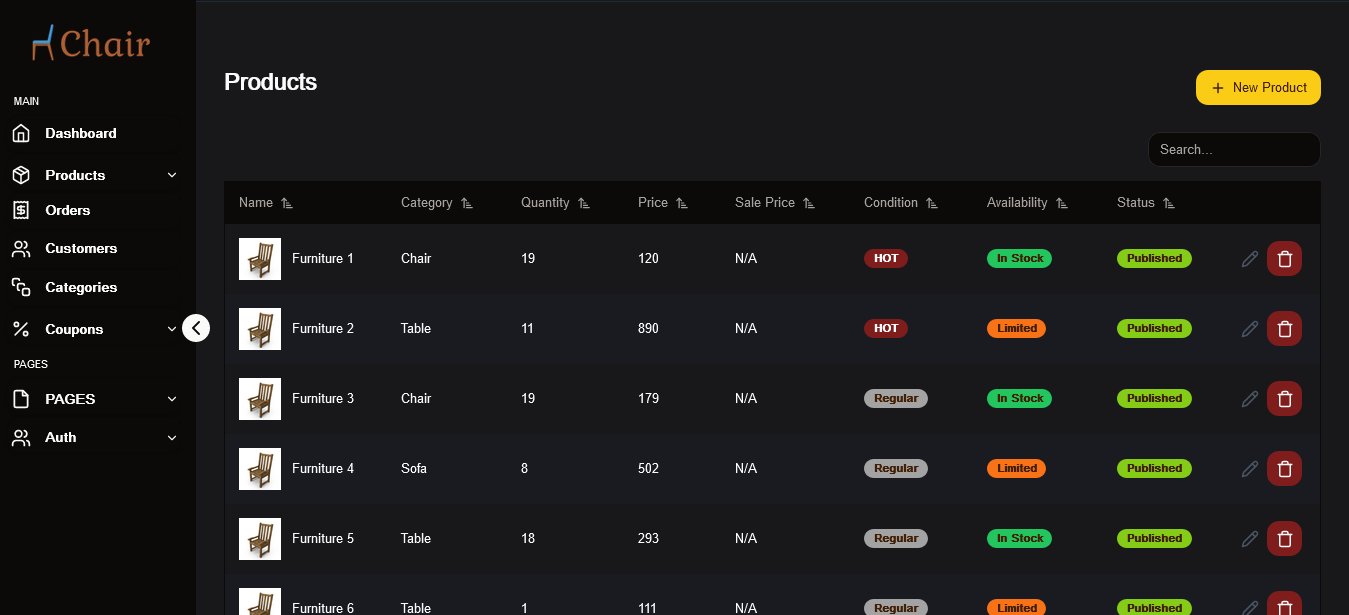 Chair
MAIN
Dashboard
Products
Orders
Customers
Categories
Coupons
PAGES
PAGES
Auth
Products
+ New Product
Search...
Name Category Quantity Price Sale Price Condition Availability Status
Furniture 1 Chair 19 120 N/A HOT In Stock Published
Furniture 2 Table 11 890 N/A HOT Limited Published
Furniture 3 Chair 19 179 N/A Regular In Stock Published
Furniture 4 Sofa 8 502 N/A Regular Limited Published
Furniture 5 Table 18 293 N/A Regular In Stock Published
Furniture 6 Table 1 111 N/A Regular Limited Published